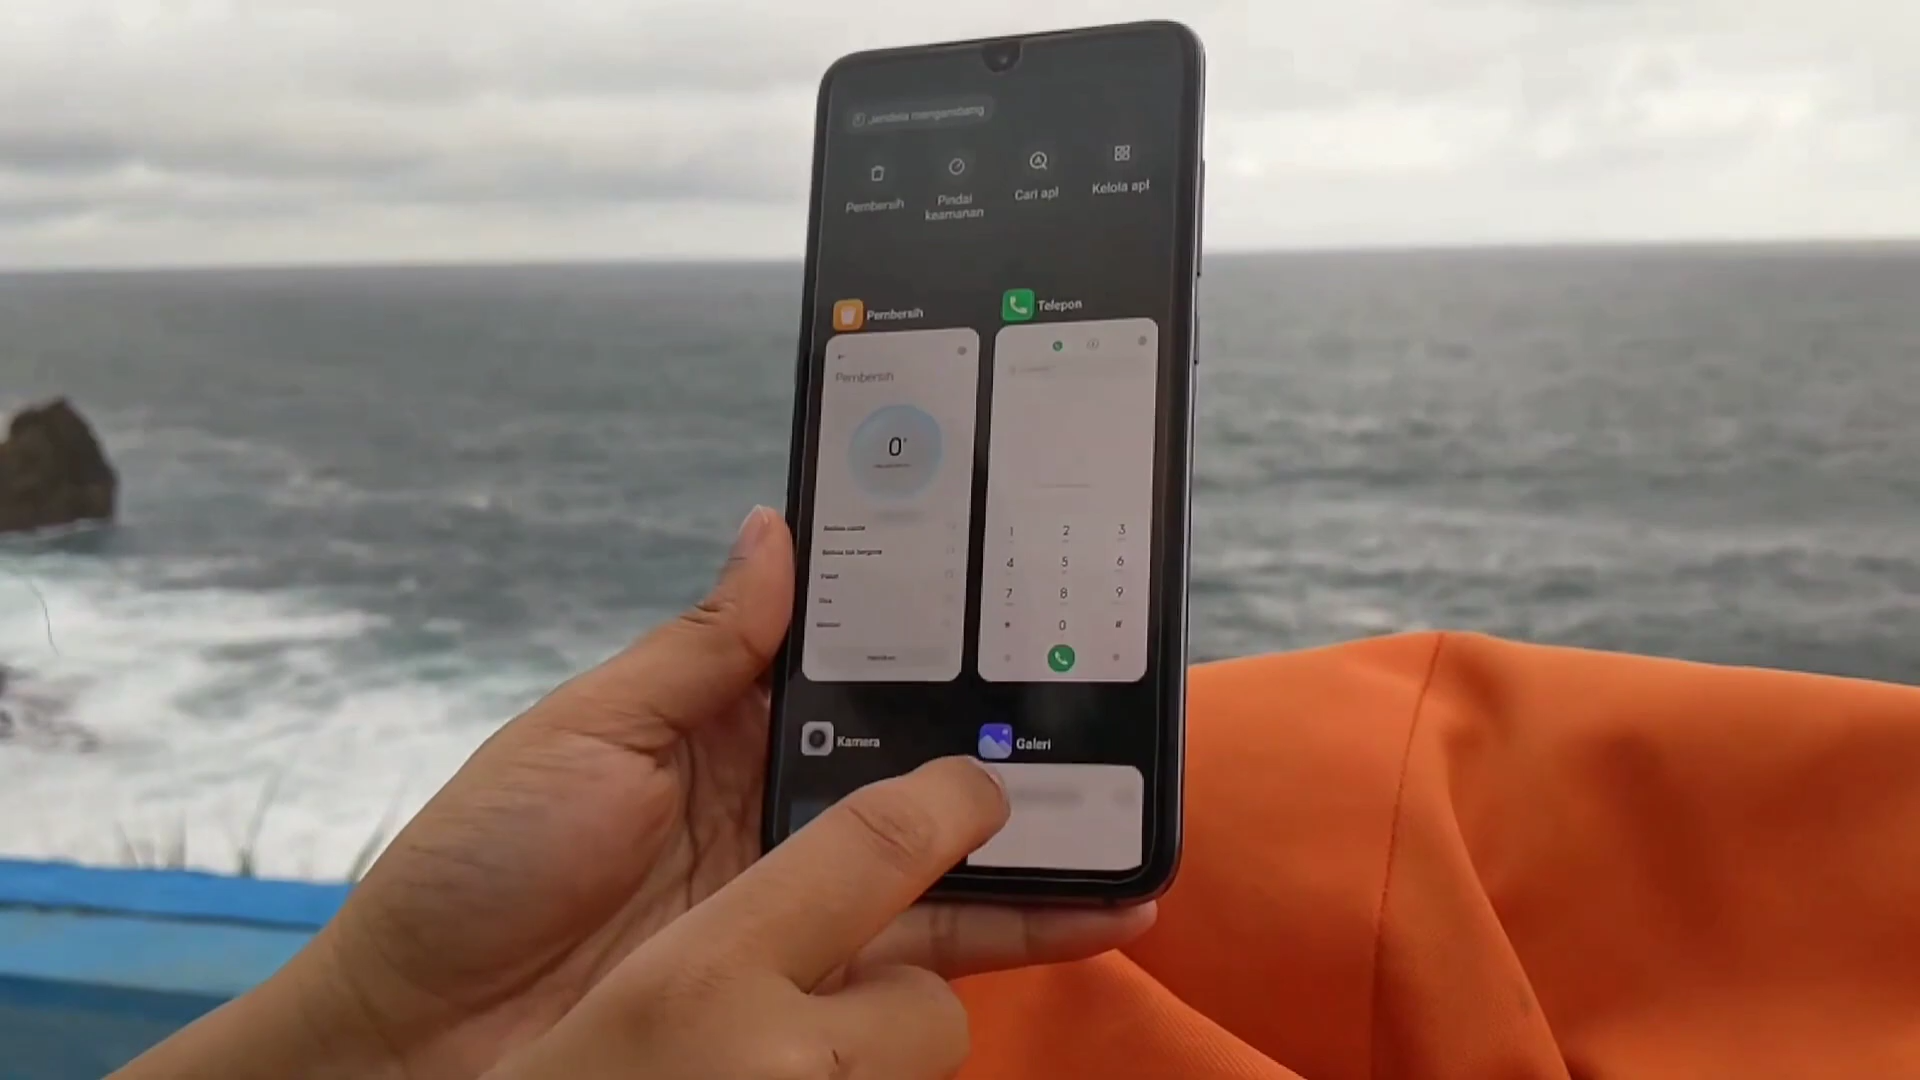 Jendela mengambang
Pembersih
Pindai
keamanan
Cari apl
Kelola apl
Pembersih
Telepon
Pembersih
0
1 2 3
4 5 6
7 8 9
* 0 #
Kamera
Galeri